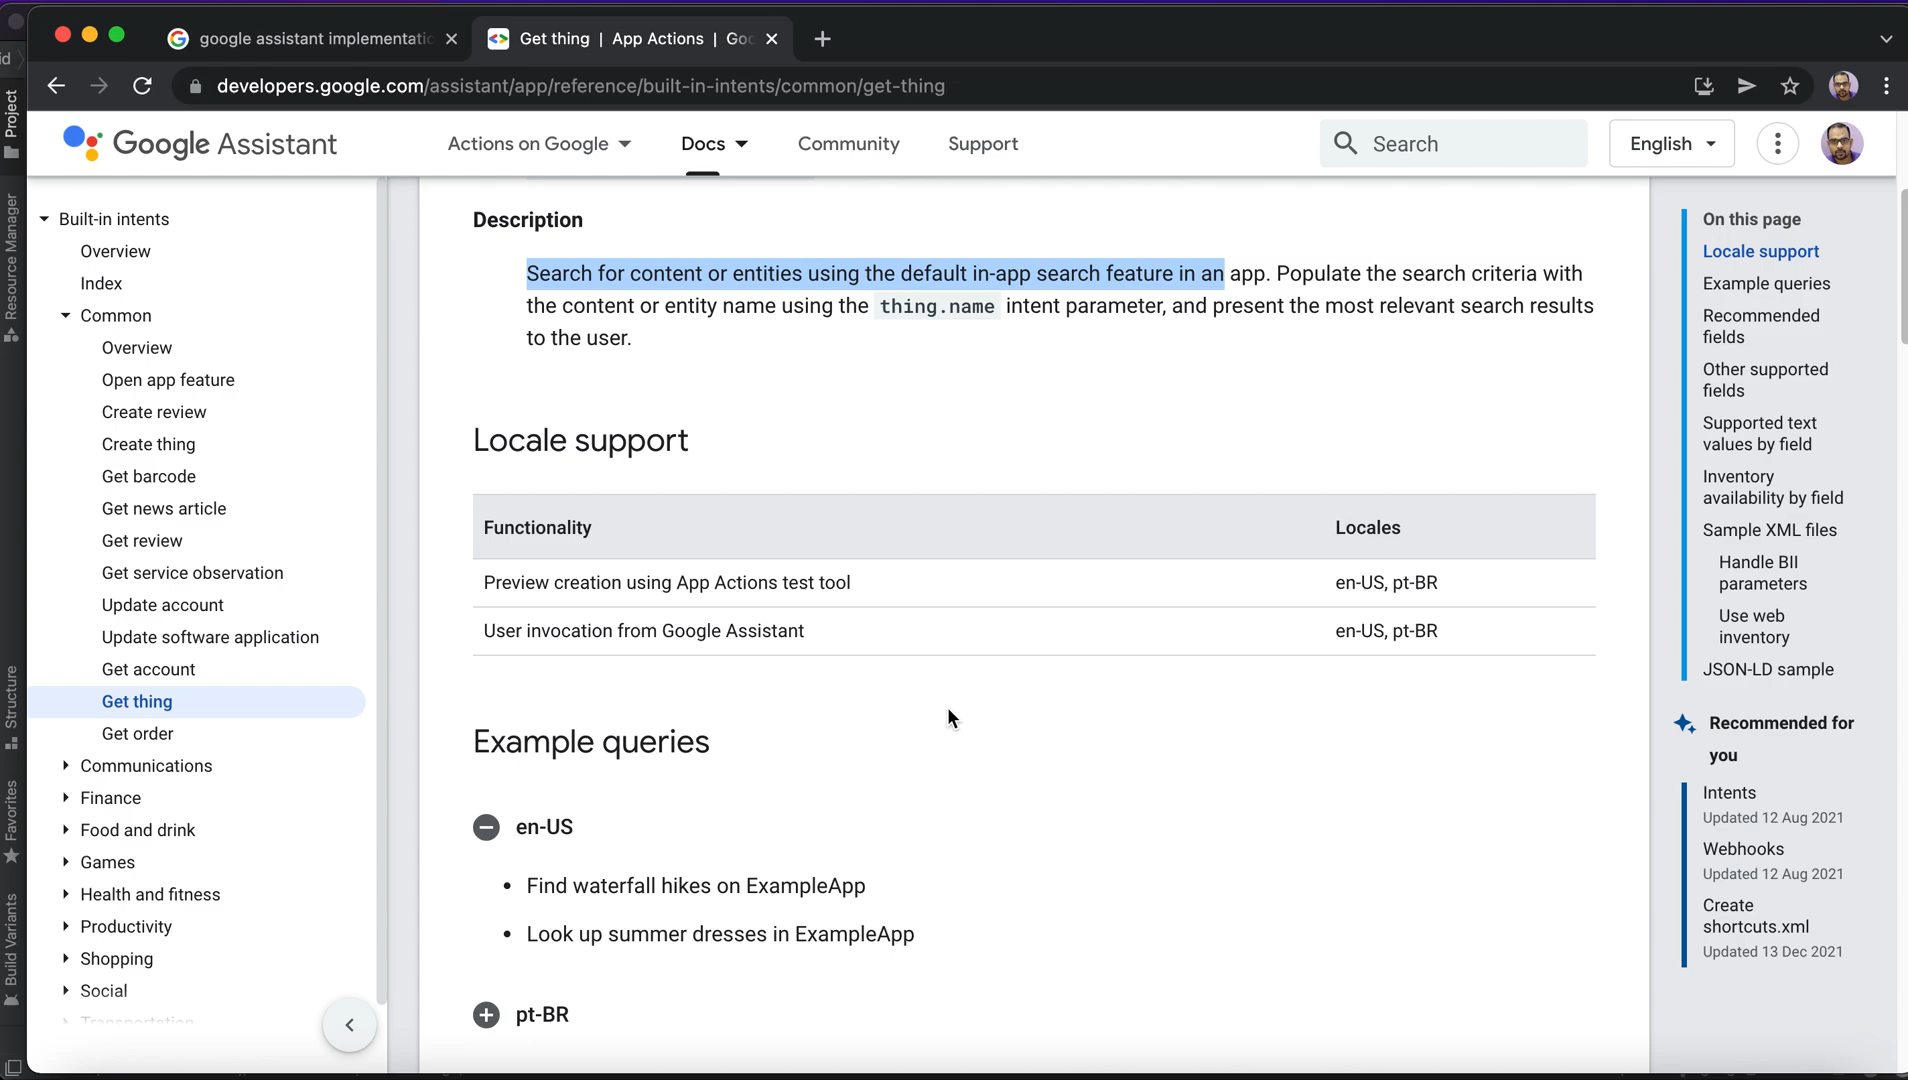 google assistant implementatic
Get thing | App Actions | Goo
developers.google.com/assistant/app/reference/built-in-intents/common/get-thing
id
Project
Resource Manager
Structure
Favorites
Build Variants
Google Assistant
Actions on Google
Docs
Community
Support
Search
English
Built-in intents
Overview
Index
Common
Overview
Open app feature
Create review
Create thing
Get barcode
Get news article
Get review
Get service observation
Update account
Update software application
Get account
Get thing
Get order
Communications
Finance
Food and drink
Games
Health and fitness
Productivity
Shopping
Social
Transportation
Description
Search for content or entities using the default in-app search feature in an app. Populate the search criteria with
the content or entity name using the thing.name intent parameter, and present the most relevant search results
to the user.
Locale support
Functionality Locales
Preview creation using App Actions test tool en-US, pt-BR
User invocation from Google Assistant en-US, pt-BR
Example queries
en-US
• Find waterfall hikes on ExampleApp
• Look up summer dresses in ExampleApp
pt-BR
On this page
Locale support
Example queries
Recommended
fields
Other supported
fields
Supported text
values by field
Inventory
availability by field
Sample XML files
Handle BII
parameters
Use web
inventory
JSON-LD sample
Recommended for
you
Intents
Updated 12 Aug 2021
Webhooks
Updated 12 Aug 2021
Create
shortcuts.xml
Updated 13 Dec 2021